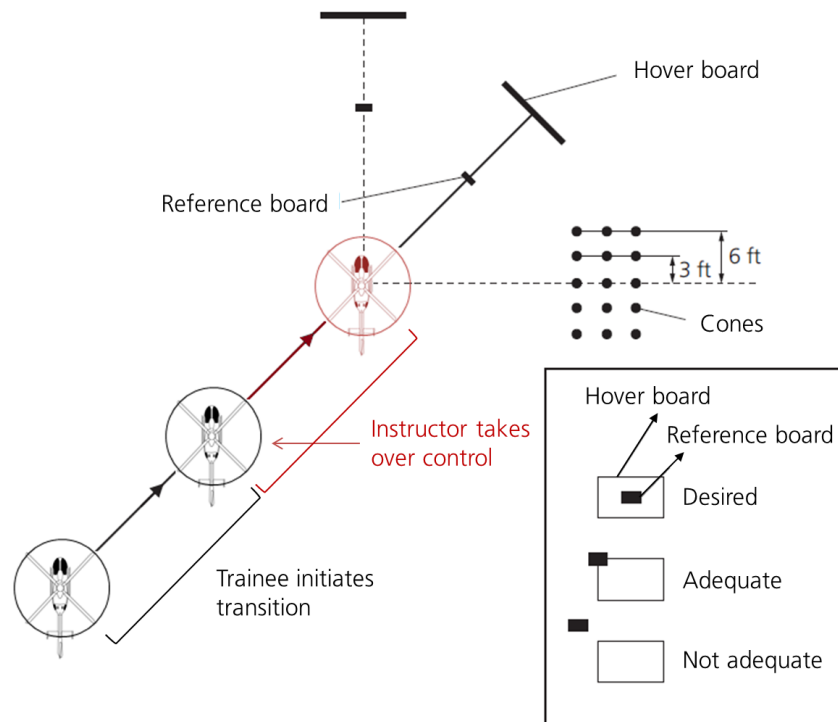 Hover board
Reference board
6 ft
3 ft
Cones
Instructor takes
over control
Trainee initiates
transition
Hover board
Reference board
Desired
Adequate
Not adequate